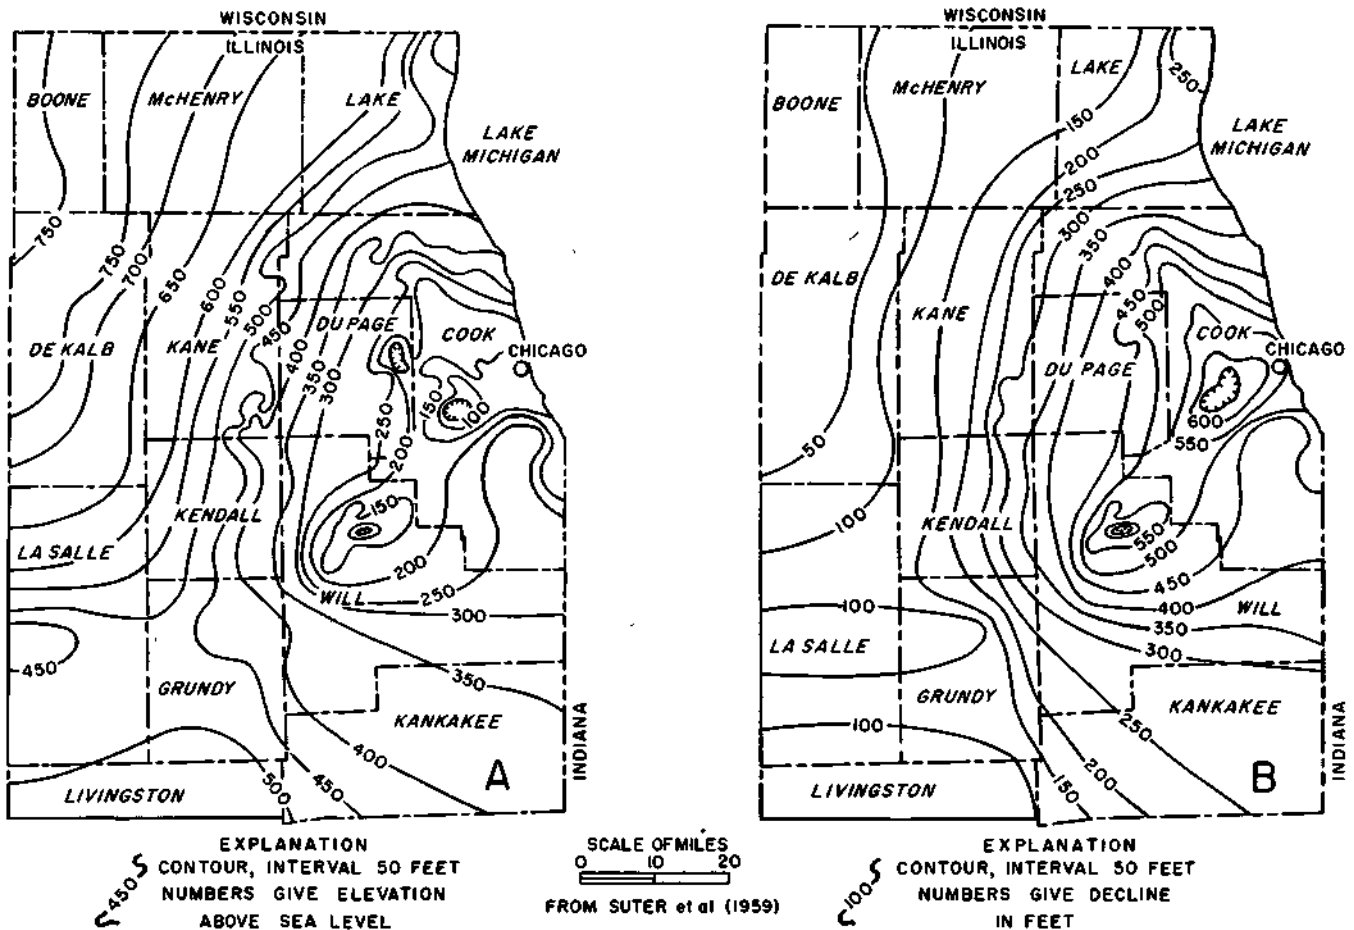 WISCONSIN
ILLINOIS
BOONE
McHENRY
LAKE
LAKE
MICHIGAN
750
750
700
650
600
550
500
450
400
350
300
DU PAGE
COOK
CHICAGO
DE KALB
KANE
250
150
100
200
KENDALL
150
LA SALLE
200
250
WILL
300
450
GRUNDY
350
KANKAKEE
400
INDIANA
A
500
450
LIVINGSTON
EXPLANATION
450 CONTOUR, INTERVAL 50 FEET
NUMBERS GIVE ELEVATION
ABOVE SEA LEVEL
SCALE OF MILES
0 10 20
FROM SUTER et al (1959)
WISCONSIN
ILLINOIS
LAKE
250
BOONE
McHENRY
150
LAKE
MICHIGAN
200
250
300
350
400
450
500
DE KALB
KANE
COOK
CHICAGO
DU PAGE
600
550
50
100
KENDALL
550
500
450
400
WILL
100
350
LA SALLE
300
GRUNDY
KANKAKEE
100
250
INDIANA
B
200
150
LIVINGSTON
EXPLANATION
100 CONTOUR, INTERVAL 50 FEET
NUMBERS GIVE DECLINE
IN FEET